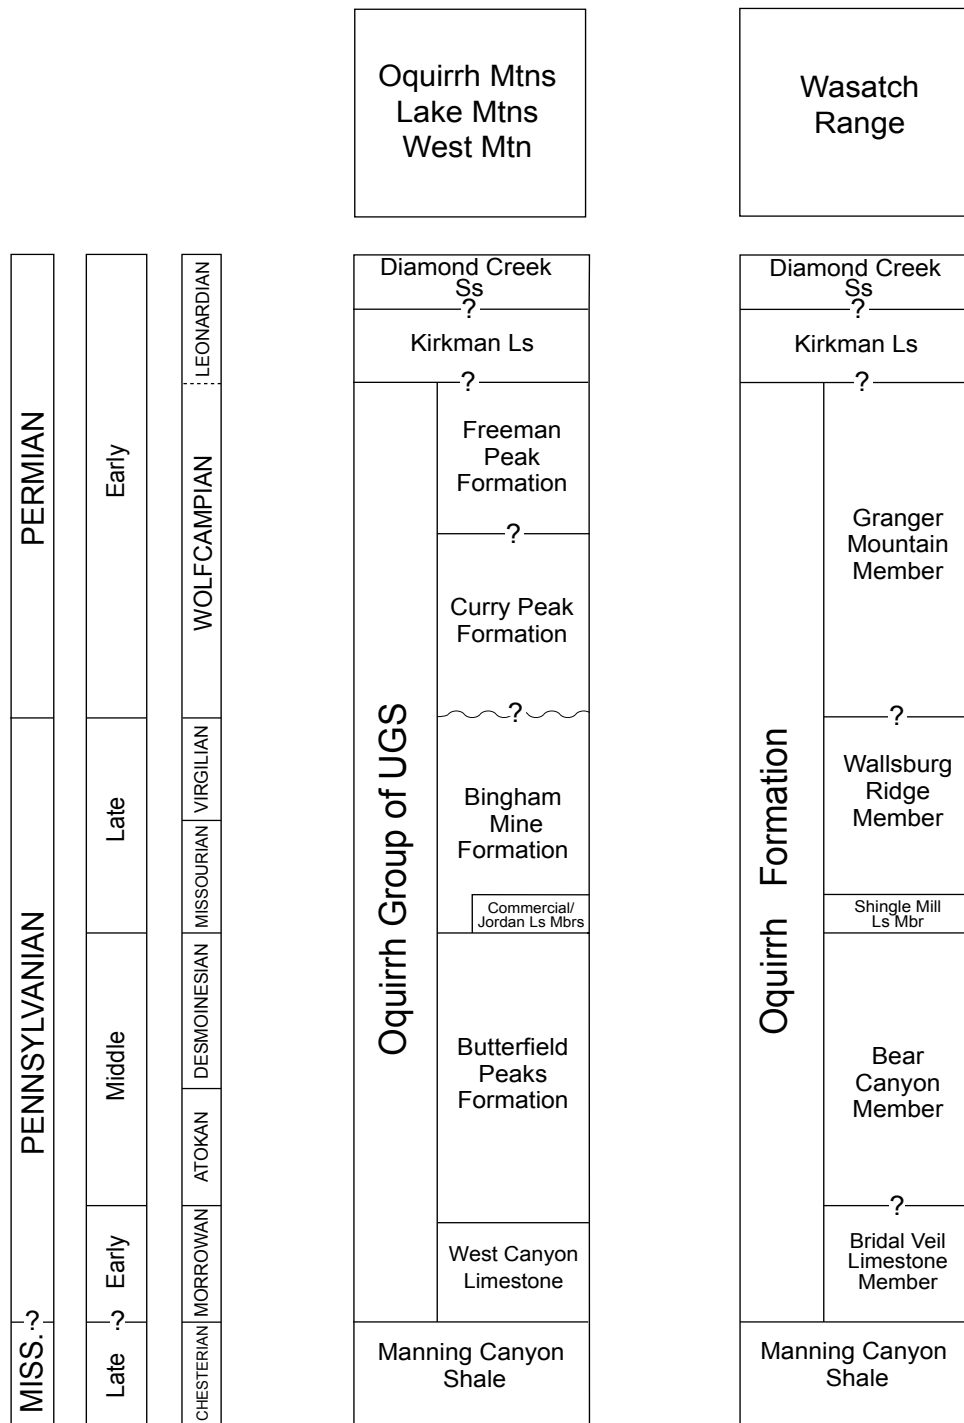 Oquirrh Mtns
Lake Mtns
West Mtn
Wasatch
Range
PERMIAN
PENNSYLVANIAN
?
MISS.
Early
Late
Middle
Early
?
Late
LEONARDIAN
WOLFCAMPIAN
VIRGILIAN
MISSOURIAN
DESMOINESIAN
ATOKAN
MORROWAN
CHESTERIAN
Diamond Creek
Ss
?
Kirkman Ls
?
Oquirrh Group of UGS
Freeman
Peak
Formation
?
Curry Peak
Formation
?
Bingham
Mine
Formation
Commercial/
Jordan Ls Mbrs
Butterfield
Peaks
Formation
West Canyon
Limestone
Manning Canyon
Shale
Diamond Creek
Ss
?
Kirkman Ls
?
Oquirrh Formation
Granger
Mountain
Member
?
Wallsburg
Ridge
Member
Shingle Mill
Ls Mbr
Bear
Canyon
Member
?
Bridal Veil
Limestone
Member
Manning Canyon
Shale